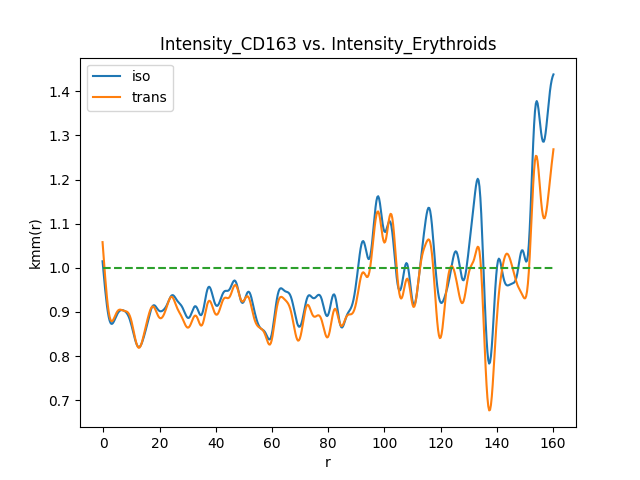 Intensity_CD163 vs. Intensity_Erythroids
iso
trans
kmm(r)
1.4
1.3
1.2
1.1
1.0
0.9
0.8
0.7
0 20 40 60 80 100 120 140 160
r